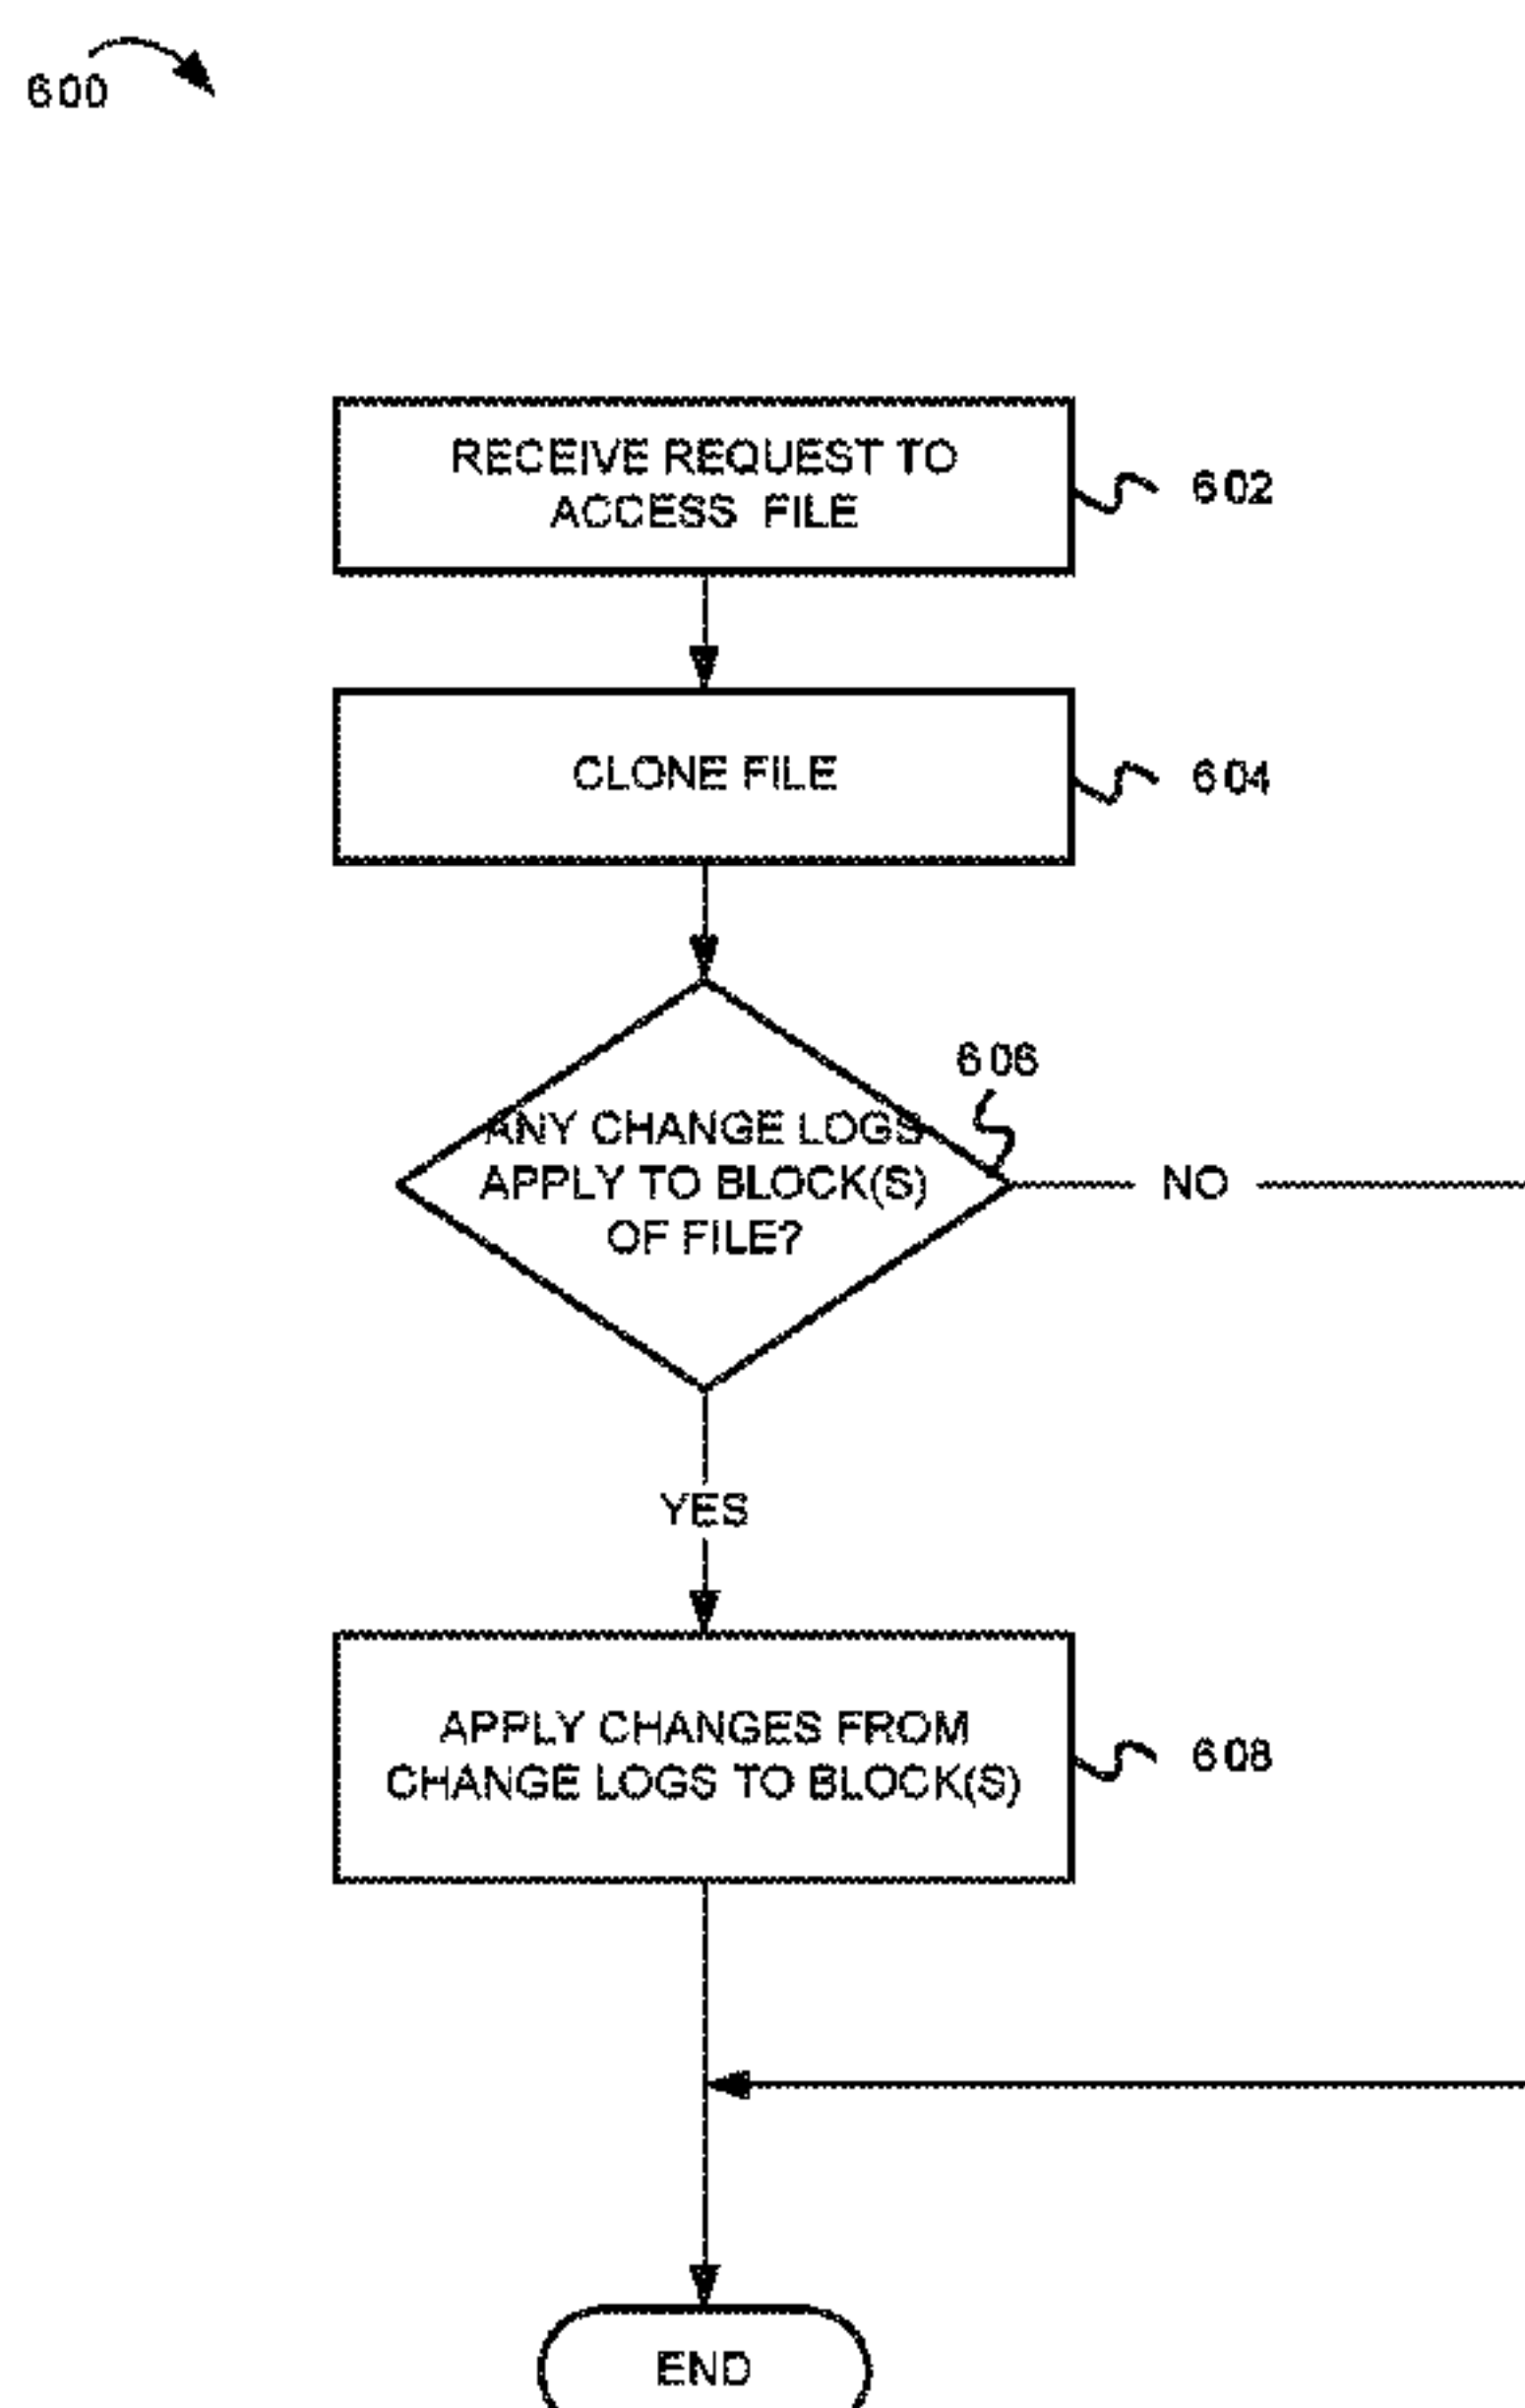 600
RECEIVE REQUEST TO
ACCESS FILE
602
CLONE FILE
604
606
ANY CHANGE LOGS
APPLY TO BLOCK(S)
OF FILE?
NO
YES
APPLY CHANGES FROM
CHANGE LOGS TO BLOCK(S)
608
END